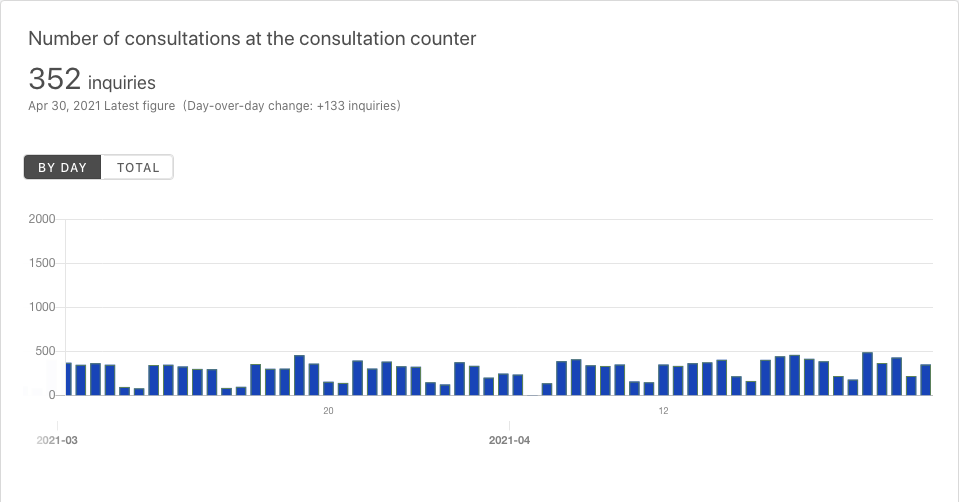 Number of consultations at the consultation counter
352 inquiries
Apr 30, 2021 Latest figure (Day-over-day change: +133 inquiries)
BY DAY TOTAL
2000
1500
1000
500
0
20 12
2021-03 2021-04